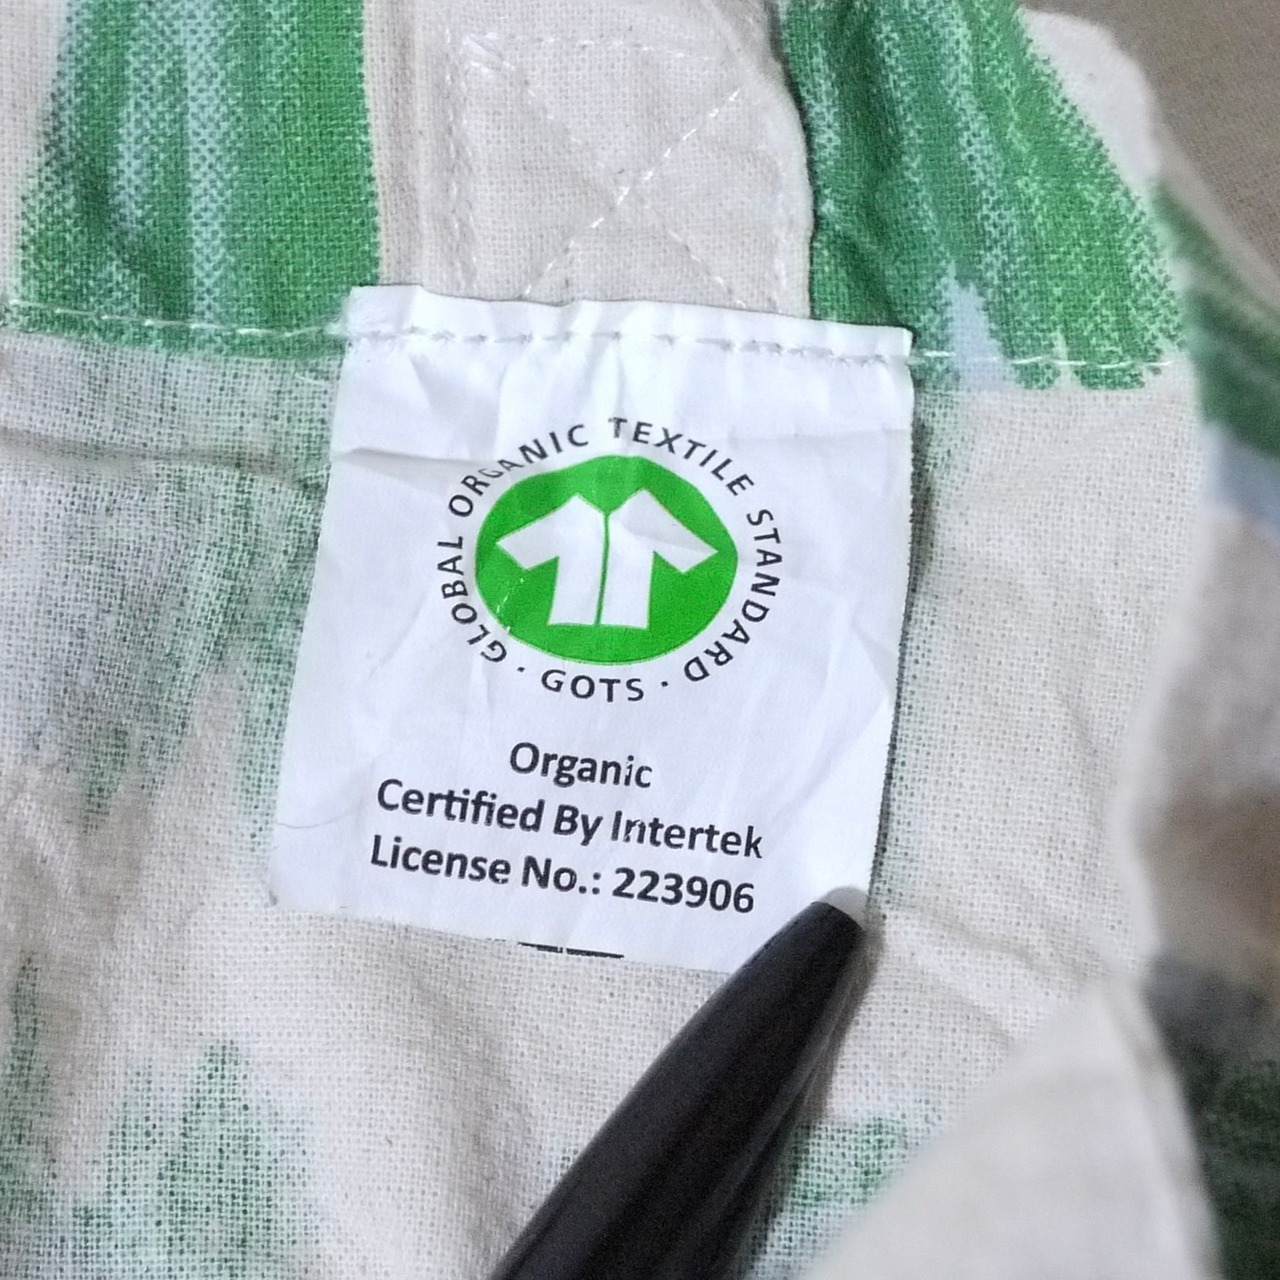 GLOBAL ORGANIC TEXTILE STANDARD · GOTS ·
Organic
Certified By Intertek
License No.: 223906